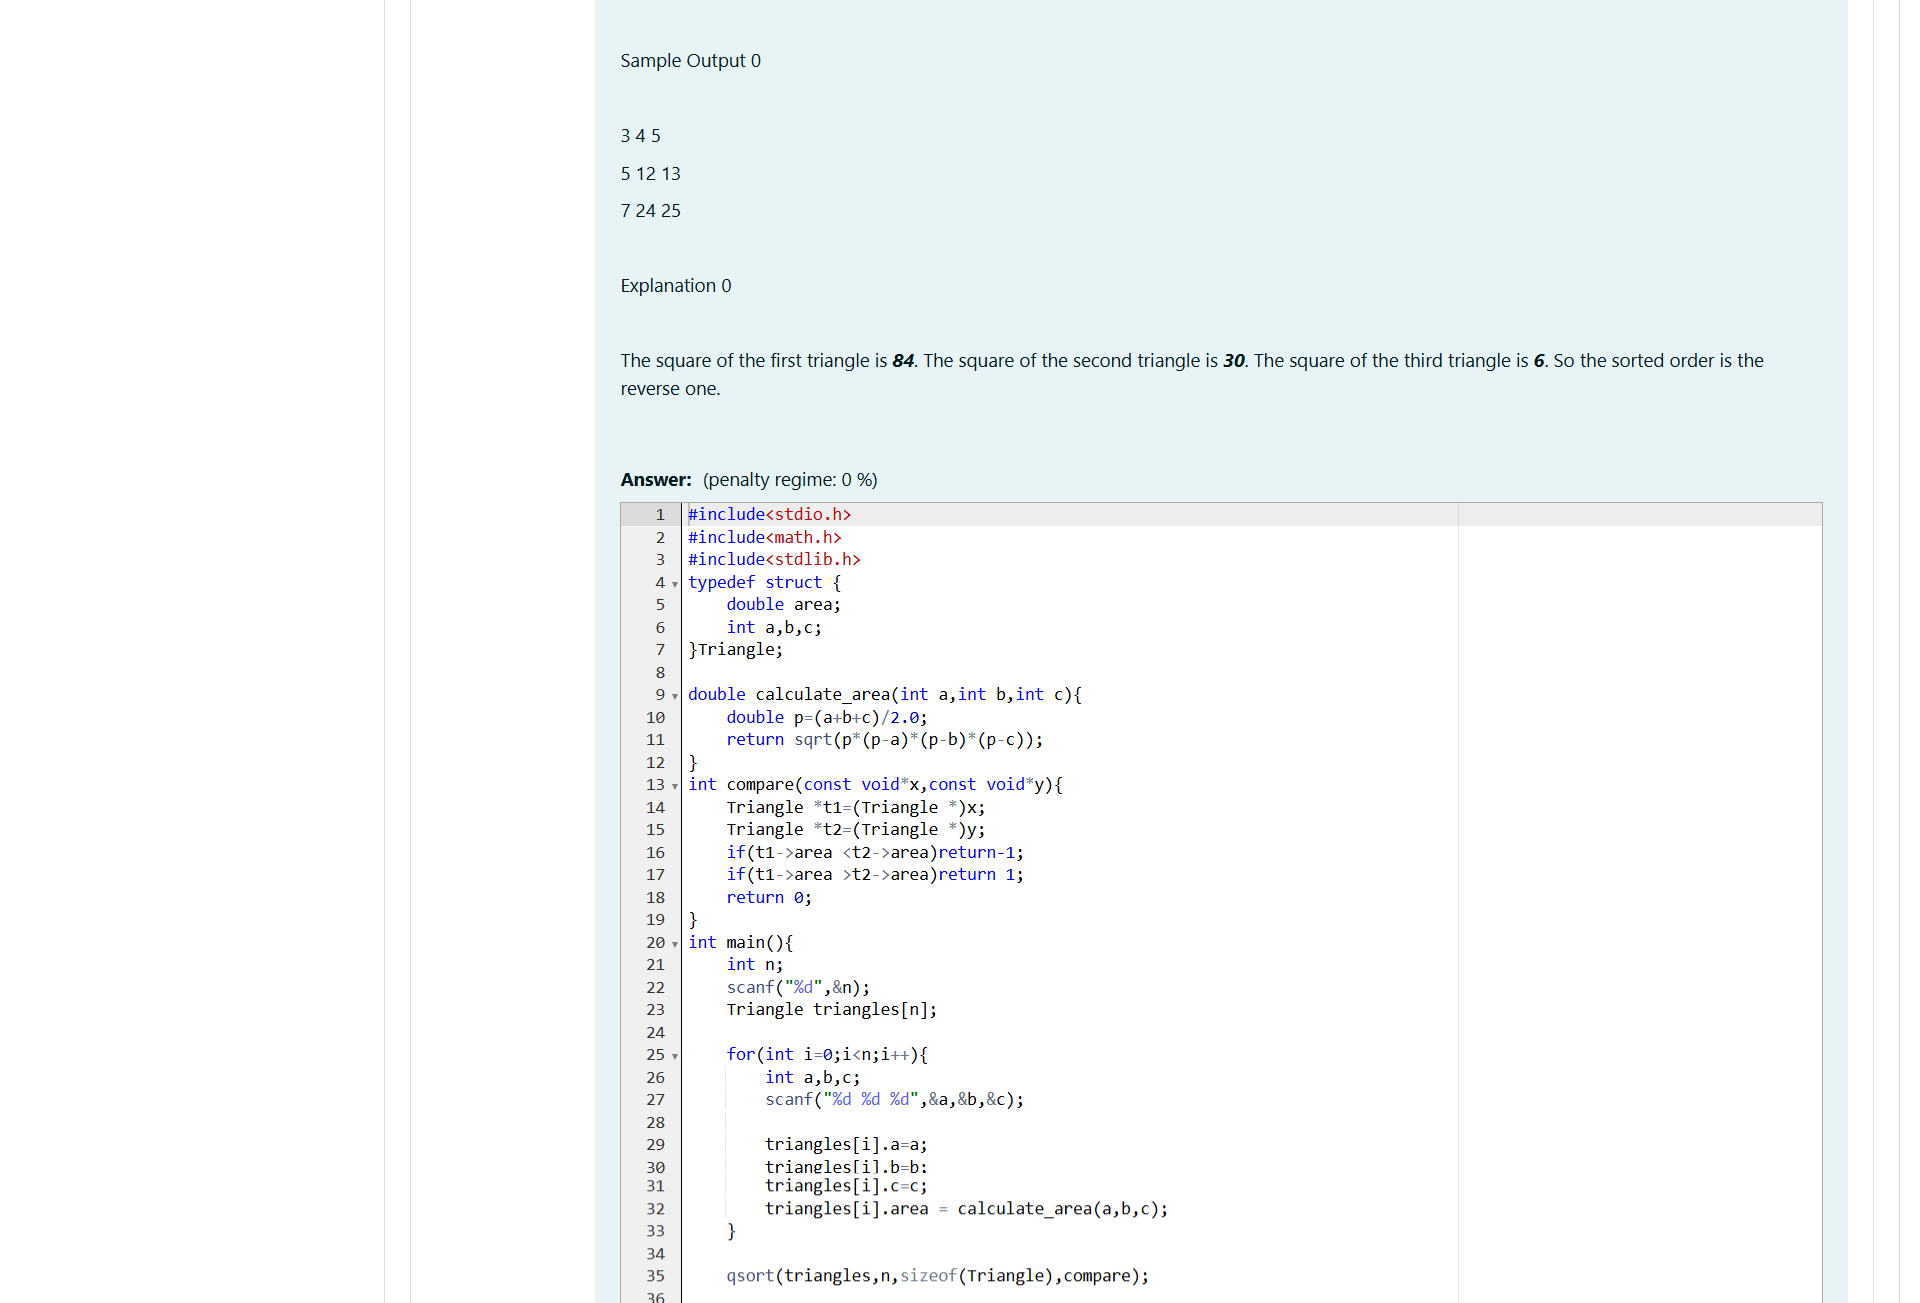 Sample Output 0
3 4 5
5 12 13
7 24 25
Explanation 0
The square of the first triangle is 84. The square of the second triangle is 30. The square of the third triangle is 6. So the sorted order is the
reverse one.
Answer: (penalty regime: 0 %)
1 #include<stdio.h>
2 #include<math.h>
3 #include<stdlib.h>
4 typedef struct {
5     double area;
6     int a,b,c;
7 }Triangle;
8
9 double calculate_area(int a,int b,int c){
10     double p=(a+b+c)/2.0;
11     return sqrt(p*(p-a)*(p-b)*(p-c));
12 }
13 int compare(const void*x,const void*y){
14     Triangle *t1=(Triangle *)x;
15     Triangle *t2=(Triangle *)y;
16     if(t1->area <t2->area)return-1;
17     if(t1->area >t2->area)return 1;
18     return 0;
19 }
20 int main(){
21     int n;
22     scanf("%d",&n);
23     Triangle triangles[n];
24
25     for(int i=0;i<n;i++){
26         int a,b,c;
27         scanf("%d %d %d",&a,&b,&c);
28
29         triangles[i].a=a;
30         triangles[i].b=b;
31         triangles[i].c=c;
32         triangles[i].area = calculate_area(a,b,c);
33     }
34
35     qsort(triangles,n,sizeof(Triangle),compare);
36